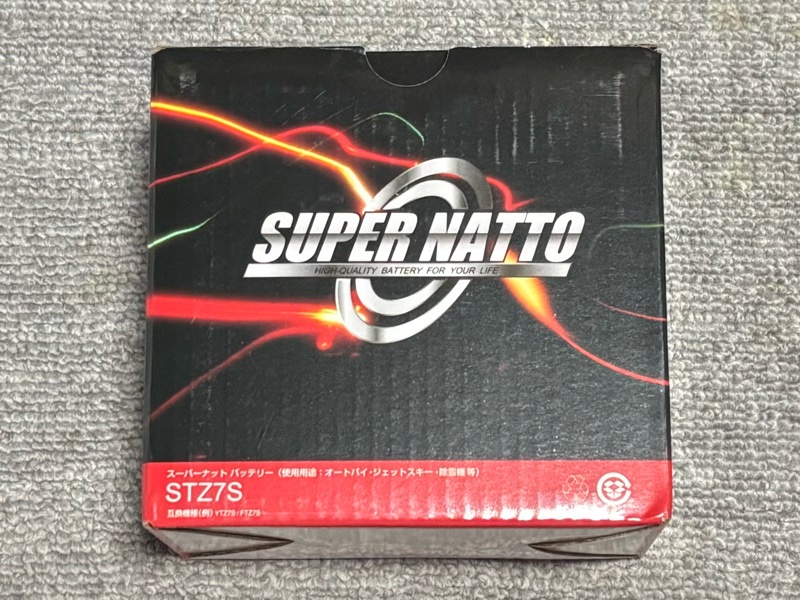 SUPER NATTO
HIGH-QUALITY BATTERY FOR YOUR LIFE
スーパーナット バッテリー（使用用途：オートバイ・ジェットスキー・除雪機 等）
STZ7S
互換機種（例）YTZ7S / FTZ7S